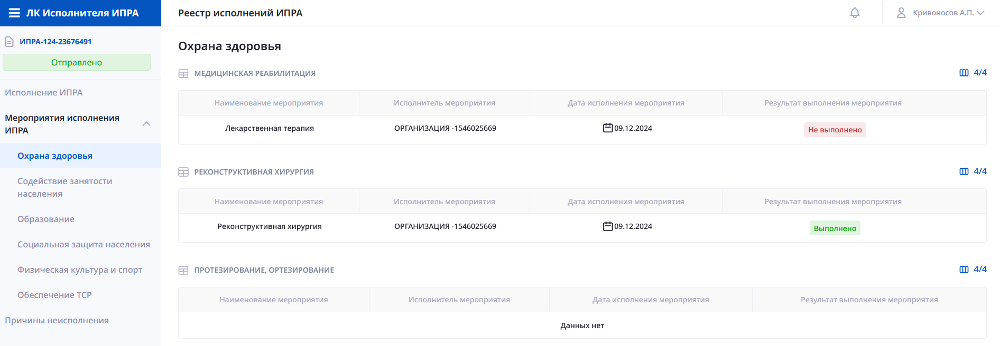 ЛК Исполнителя ИПРА
Реестр исполнений ИПРА
Кривоносов А.П.
ИПРА-124-23676491
Отправлено
Исполнение ИПРА
Мероприятия исполнения
ИПРА
Охрана здоровья
Содействие занятости
населения
Образование
Социальная защита населения
Физическая культура и спорт
Обеспечение ТСР
Причины неисполнения
Охрана здоровья
МЕДИЦИНСКАЯ РЕАБИЛИТАЦИЯ 4/4
Наименование мероприятия Исполнитель мероприятия Дата исполнения мероприятия Результат выполнения мероприятия
Лекарственная терапия ОРГАНИЗАЦИЯ -1546025669 09.12.2024 Не выполнено
РЕКОНСТРУКТИВНАЯ ХИРУРГИЯ 4/4
Наименование мероприятия Исполнитель мероприятия Дата исполнения мероприятия Результат выполнения мероприятия
Реконструктивная хирургия ОРГАНИЗАЦИЯ -1546025669 09.12.2024 Выполнено
ПРОТЕЗИРОВАНИЕ, ОРТЕЗИРОВАНИЕ 4/4
Наименование мероприятия Исполнитель мероприятия Дата исполнения мероприятия Результат выполнения мероприятия
Данных нет